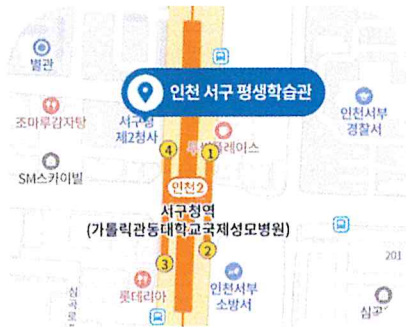 별관
인천 서구 평생학습관
조마루감자탕
서구청
제2청사
인천서부
경찰서
4
1
SM스카이빌
인천2
서구청역
(가톨릭관동대학교국제성모병원)
3
2
201
롯데리아
인천서부
소방서
심곡로